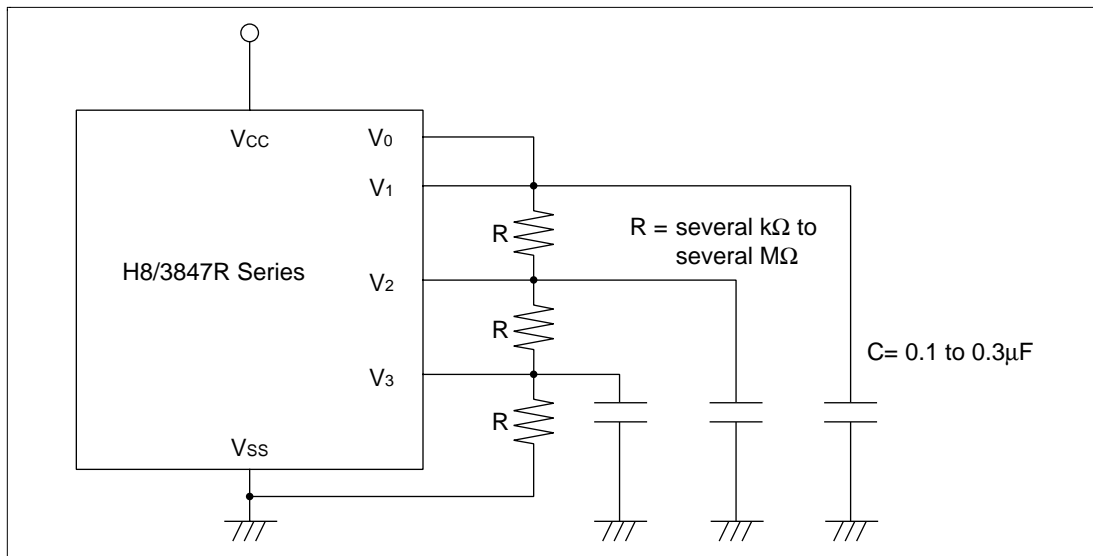 VCC
V0
V1
R
R = several kΩ to
several MΩ
H8/3847R Series
V2
R
C= 0.1 to 0.3μF
V3
R
VSS